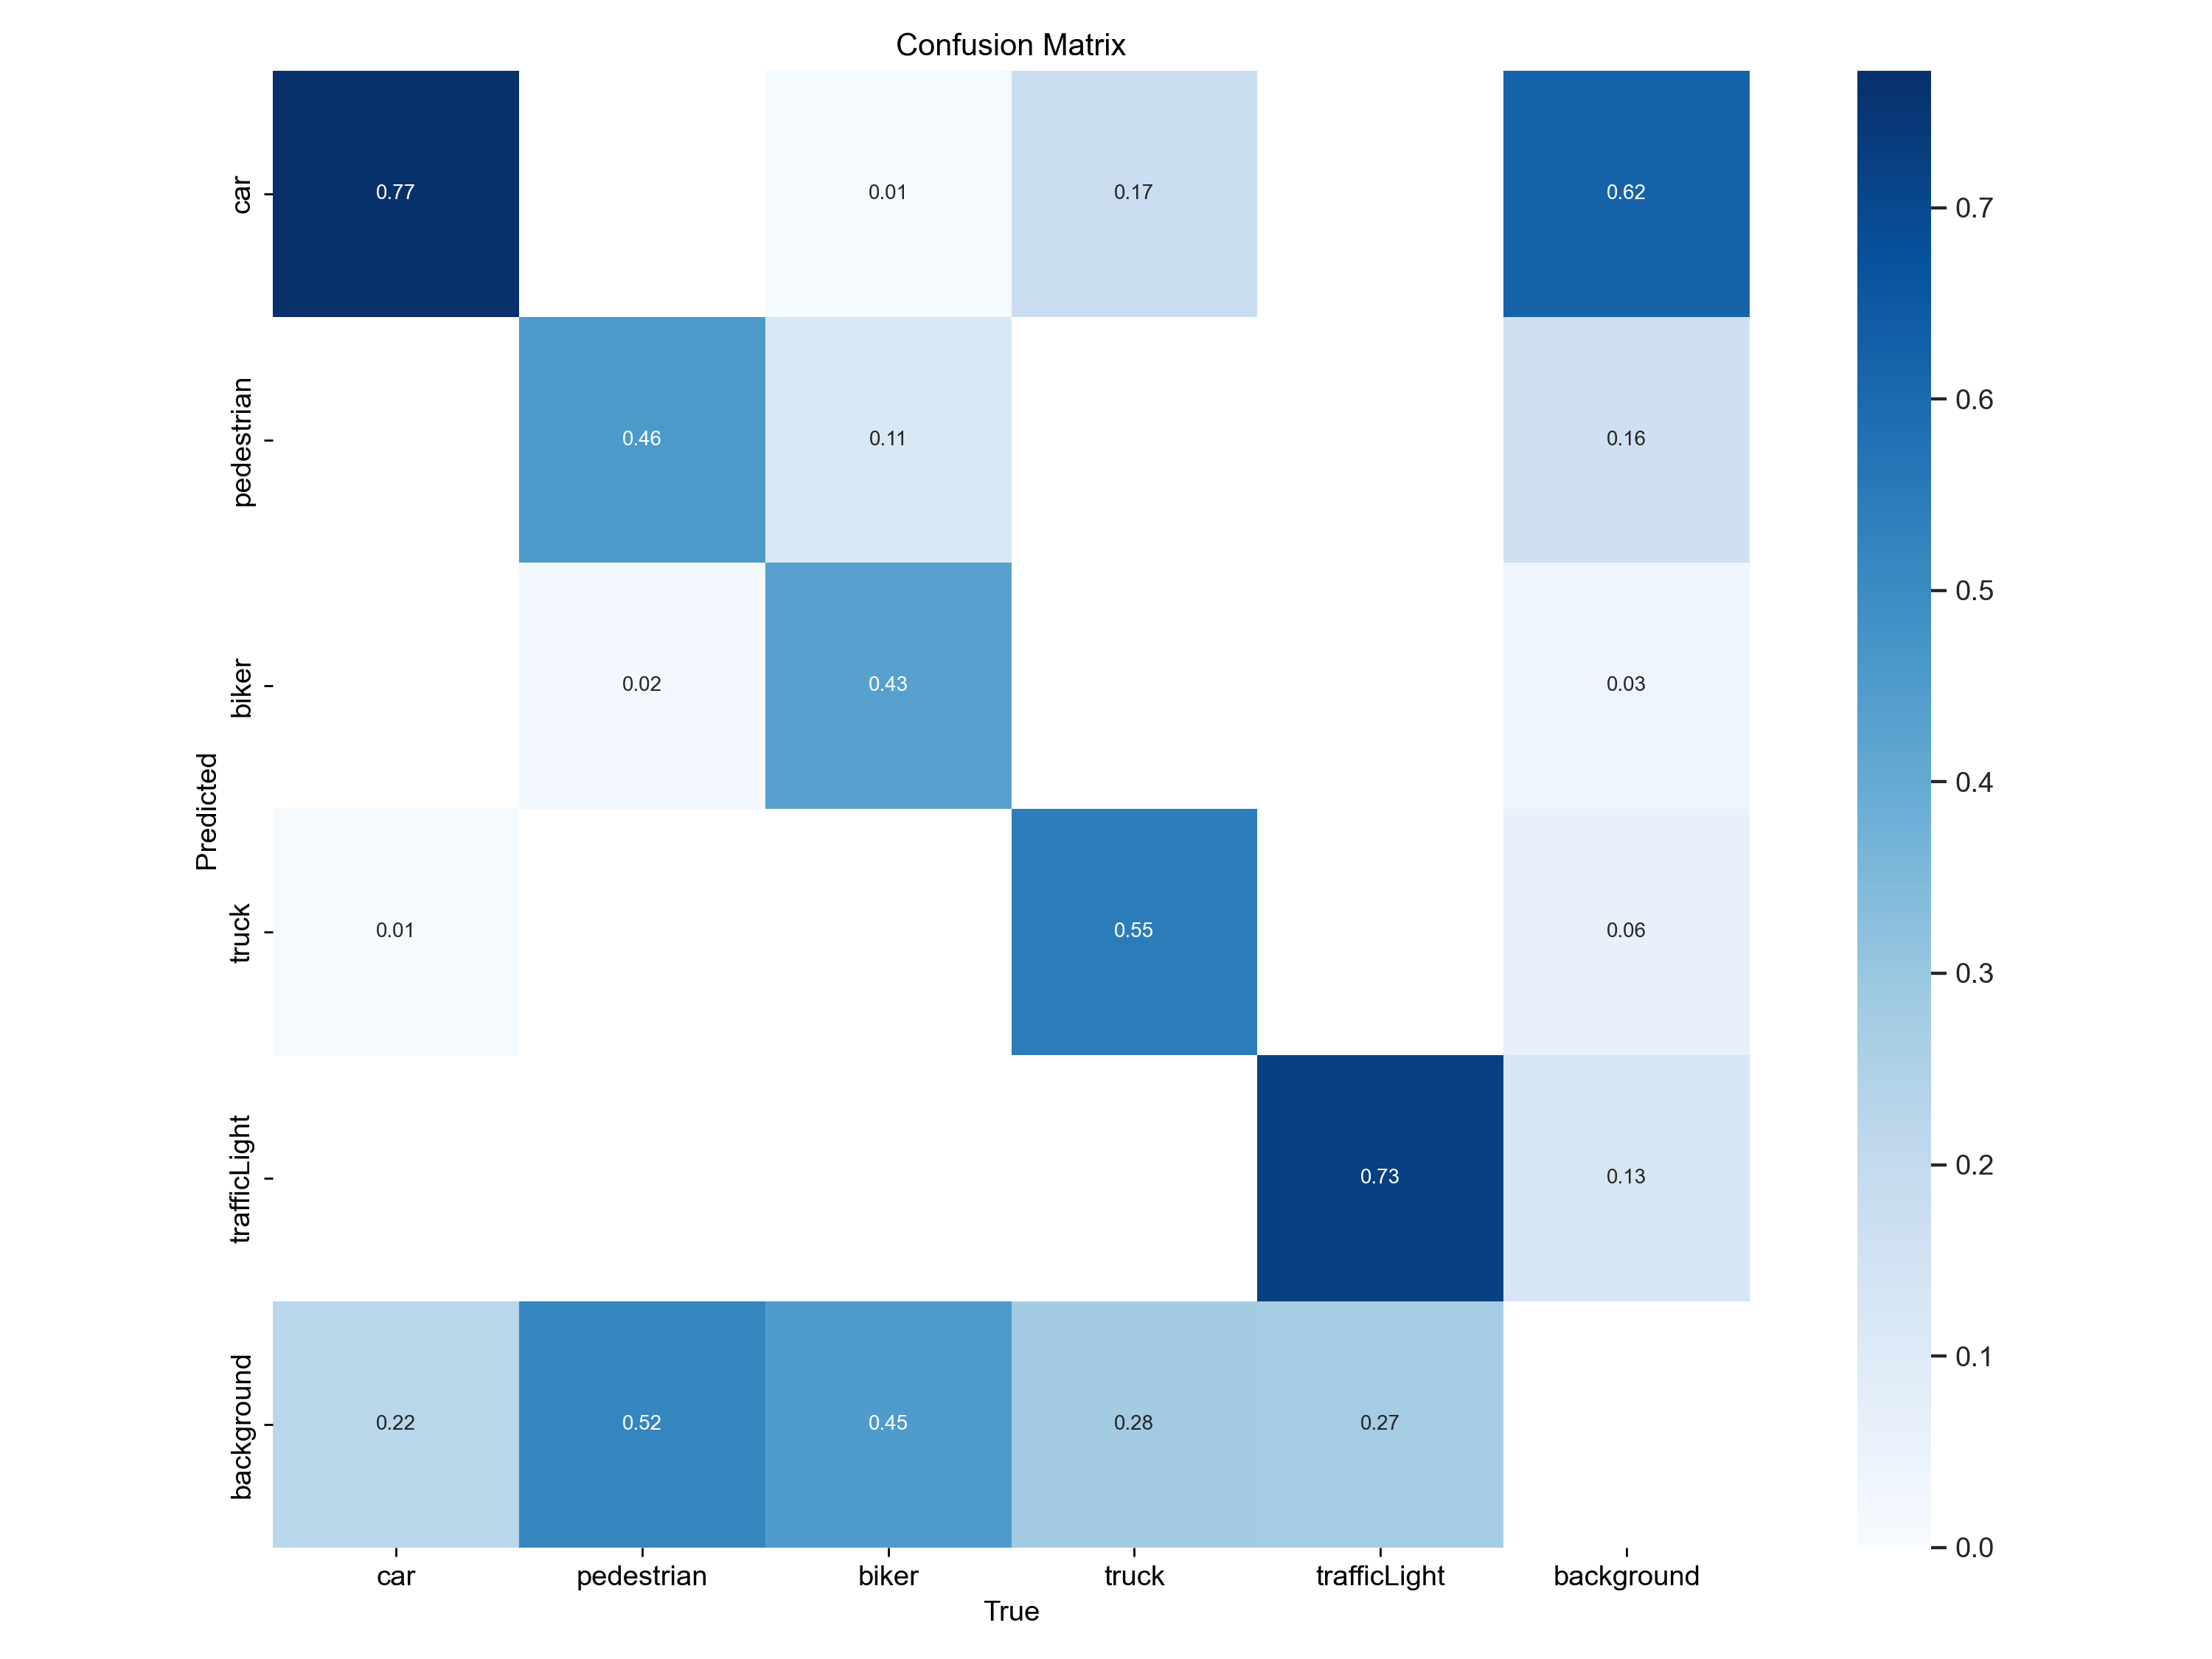 Confusion Matrix
car
0.77
0.01
0.17
0.62
pedestrian
0.46
0.11
0.16
biker
0.02
0.43
0.03
truck
0.01
0.55
0.06
trafficLight
0.73
0.13
background
0.22
0.52
0.45
0.28
0.27
Predicted
car
pedestrian
biker
truck
trafficLight
background
True
0.7
0.6
0.5
0.4
0.3
0.2
0.1
0.0